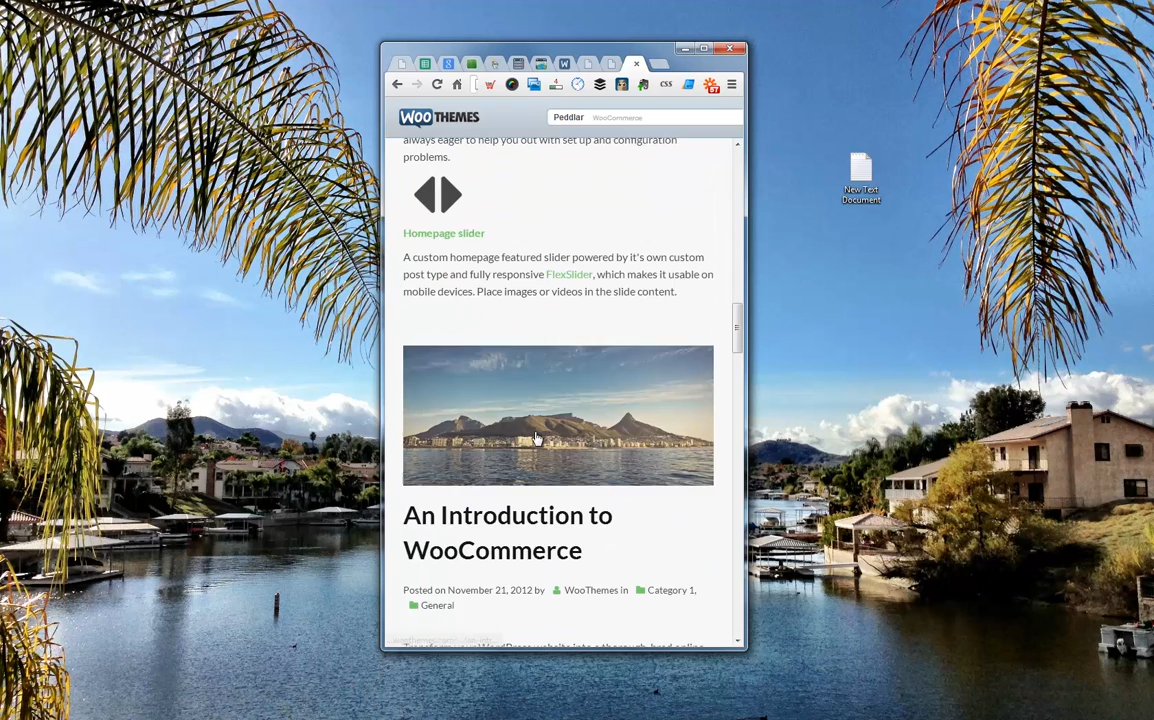 CSS
57
WOOTHEMES
Peddlar WooCommerce
always eager to help you out with set up and configuration
problems.
Homepage slider
A custom homepage featured slider powered by it's own custom
post type and fully responsive FlexSlider, which makes it usable on
mobile devices. Place images or videos in the slide content.
An Introduction to
WooCommerce
Posted on November 21, 2012 by WooThemes in Category 1,
General
New Text
Document